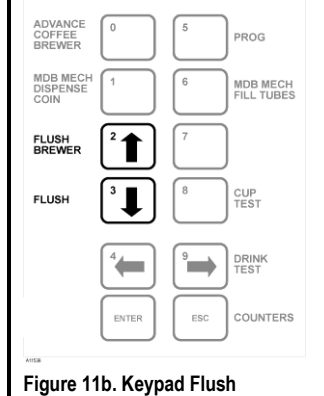 ADVANCE
COFFEE
BREWER
0
5
PROG
MDB MECH
DISPENSE
COIN
1
6
MDB MECH
FILL TUBES
FLUSH
BREWER
2
7
FLUSH
3
8
CUP
TEST
4
9
DRINK
TEST
ENTER
ESC
COUNTERS
A11536
Figure 11b. Keypad Flush